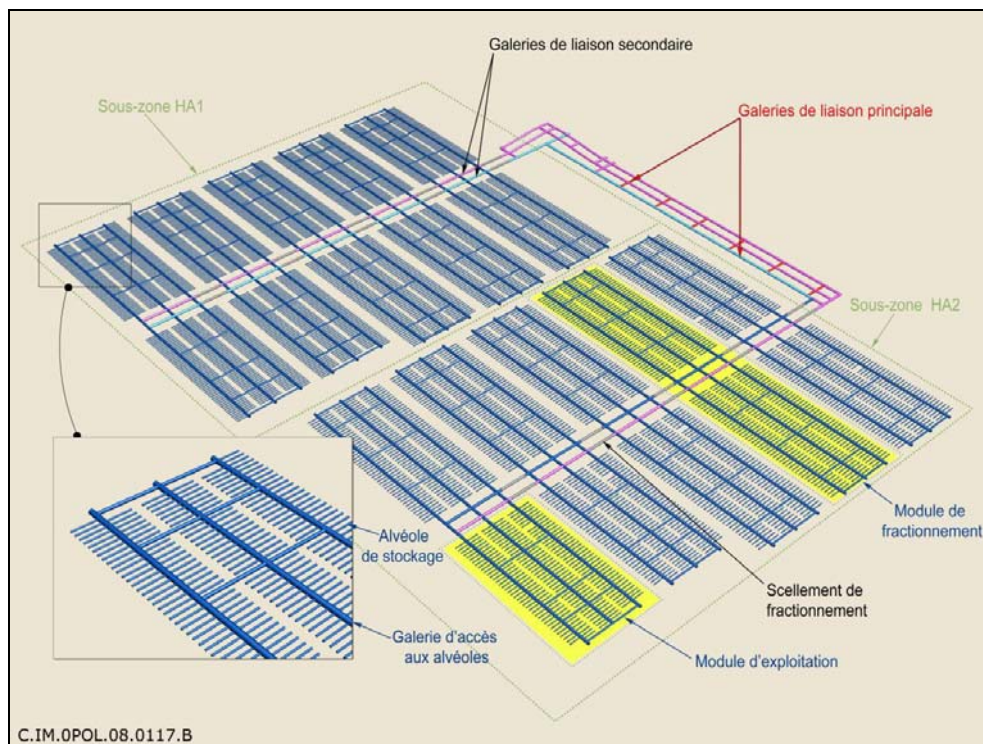 Galeries de liaison secondaire
Sous-zone HA1
Galeries de liaison principale
Sous-zone HA2
Module de
fractionnement
Alvéole
de stockage
Scellement de
fractionnement
Galerie d'accès
aux alvéoles
Module d'exploitation
C.IM.0POL.08.0117.B